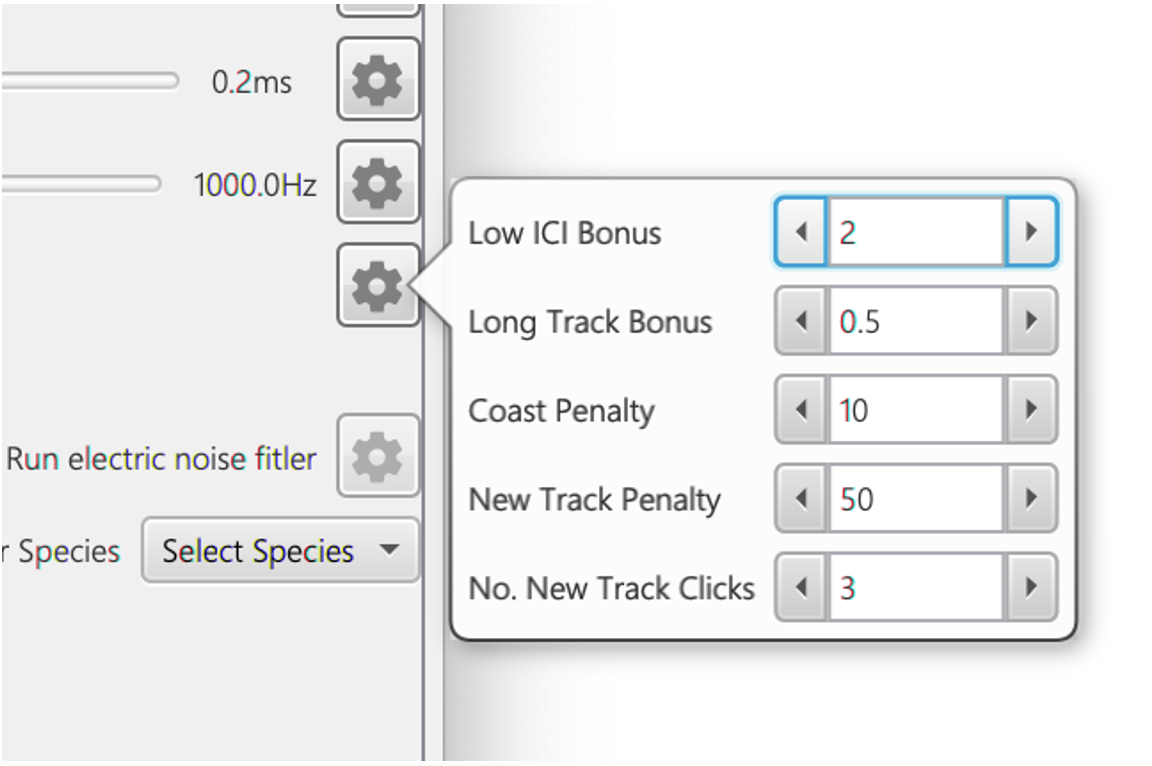 0.2ms
1000.0Hz
Low ICI Bonus 2
Long Track Bonus 0.5
Coast Penalty 10
New Track Penalty 50
No. New Track Clicks 3
Run electric noise fitler
r Species Select Species